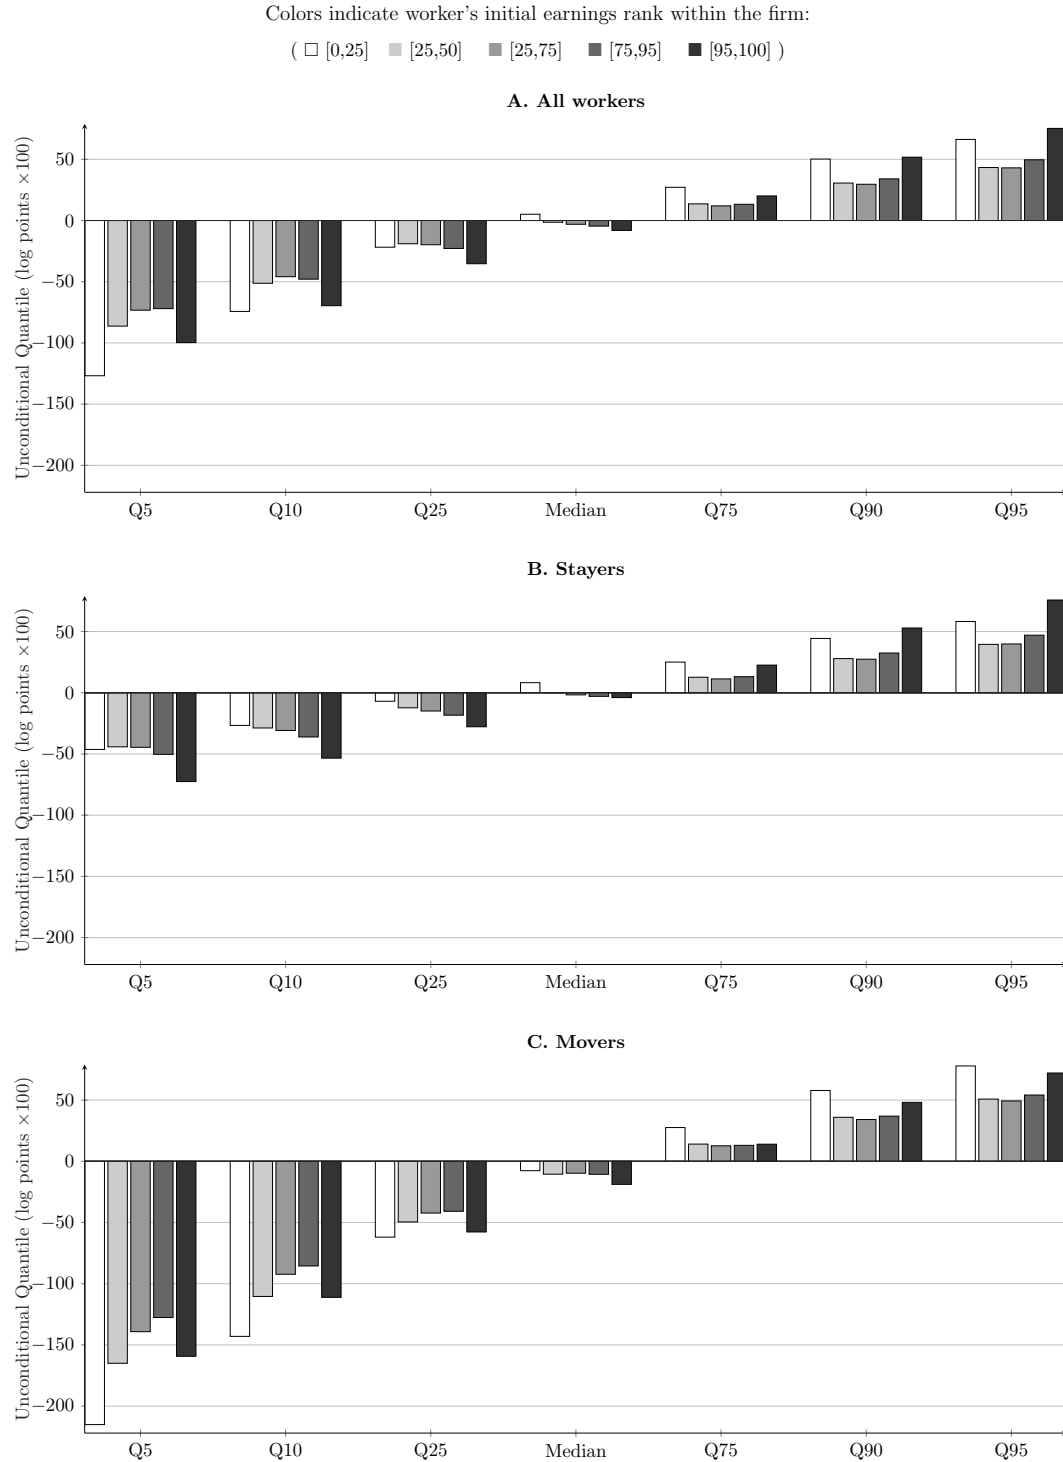 Colors indicate worker's initial earnings rank within the firm:
( [0,25] [25,50] [25,75] [75,95] [95,100] )
A. All workers
Unconditional Quantile (log points ×100)
50
0
−50
−100
−150
−200
Q5 Q10 Q25 Median Q75 Q90 Q95
B. Stayers
Unconditional Quantile (log points ×100)
50
0
−50
−100
−150
−200
Q5 Q10 Q25 Median Q75 Q90 Q95
C. Movers
Unconditional Quantile (log points ×100)
50
0
−50
−100
−150
−200
Q5 Q10 Q25 Median Q75 Q90 Q95